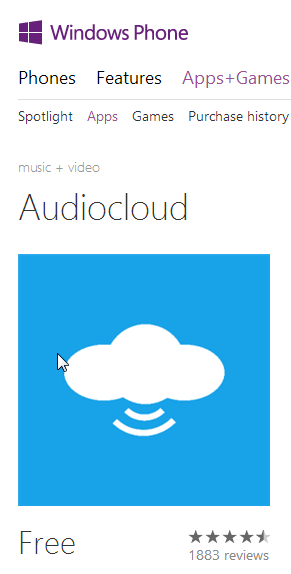 Windows Phone
Phones Features Apps+Games
Spotlight Apps Games Purchase history
music + video
Audiocloud
Free
1883 reviews